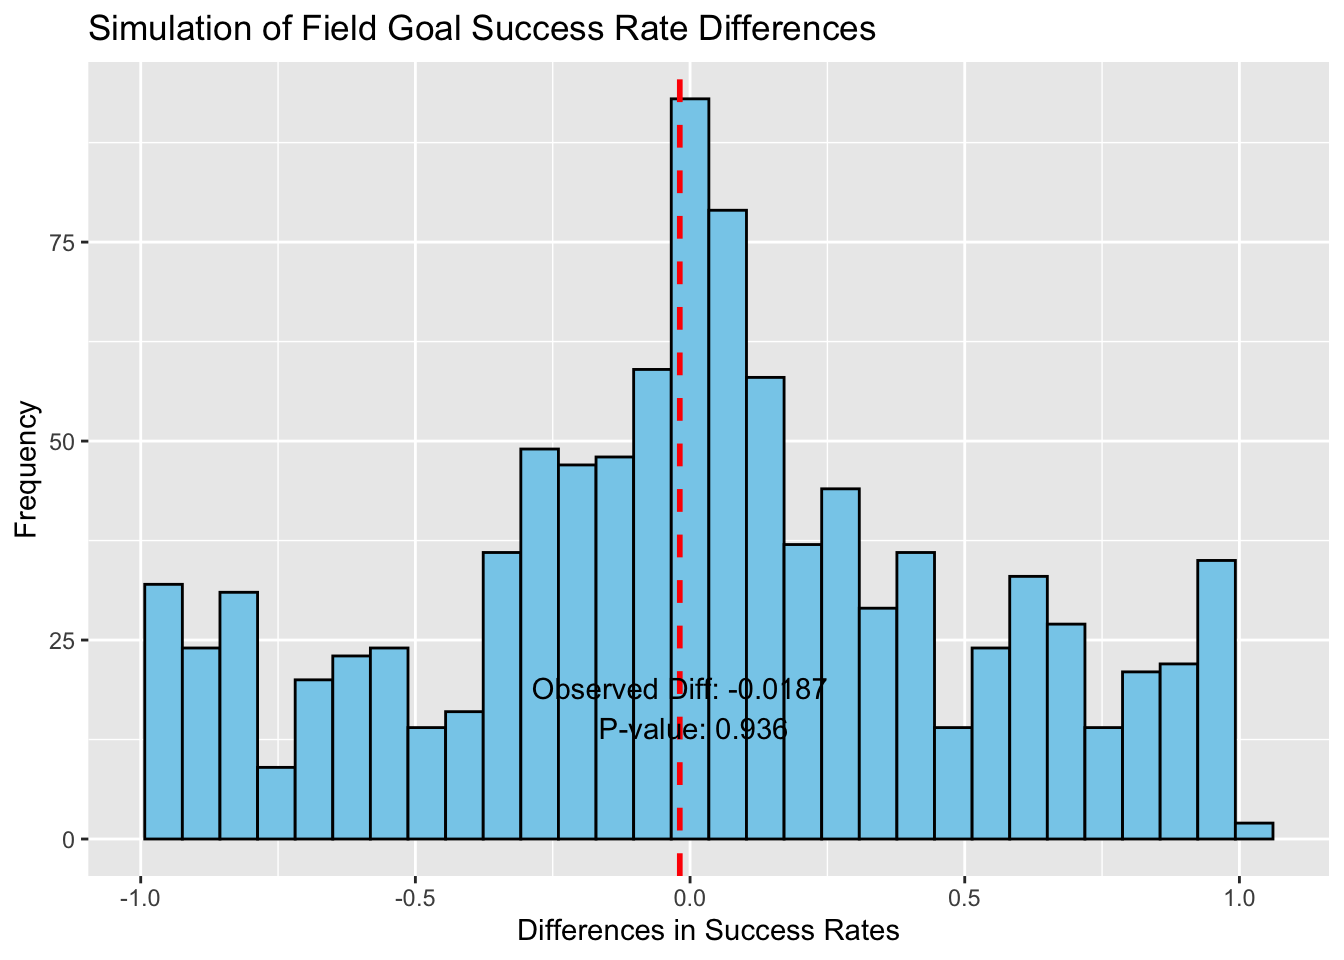 Simulation of Field Goal Success Rate Differences
Frequency
75
50
25
0
Observed Diff: -0.0187
P-value: 0.936
-1.0 -0.5 0.0 0.5 1.0
Differences in Success Rates